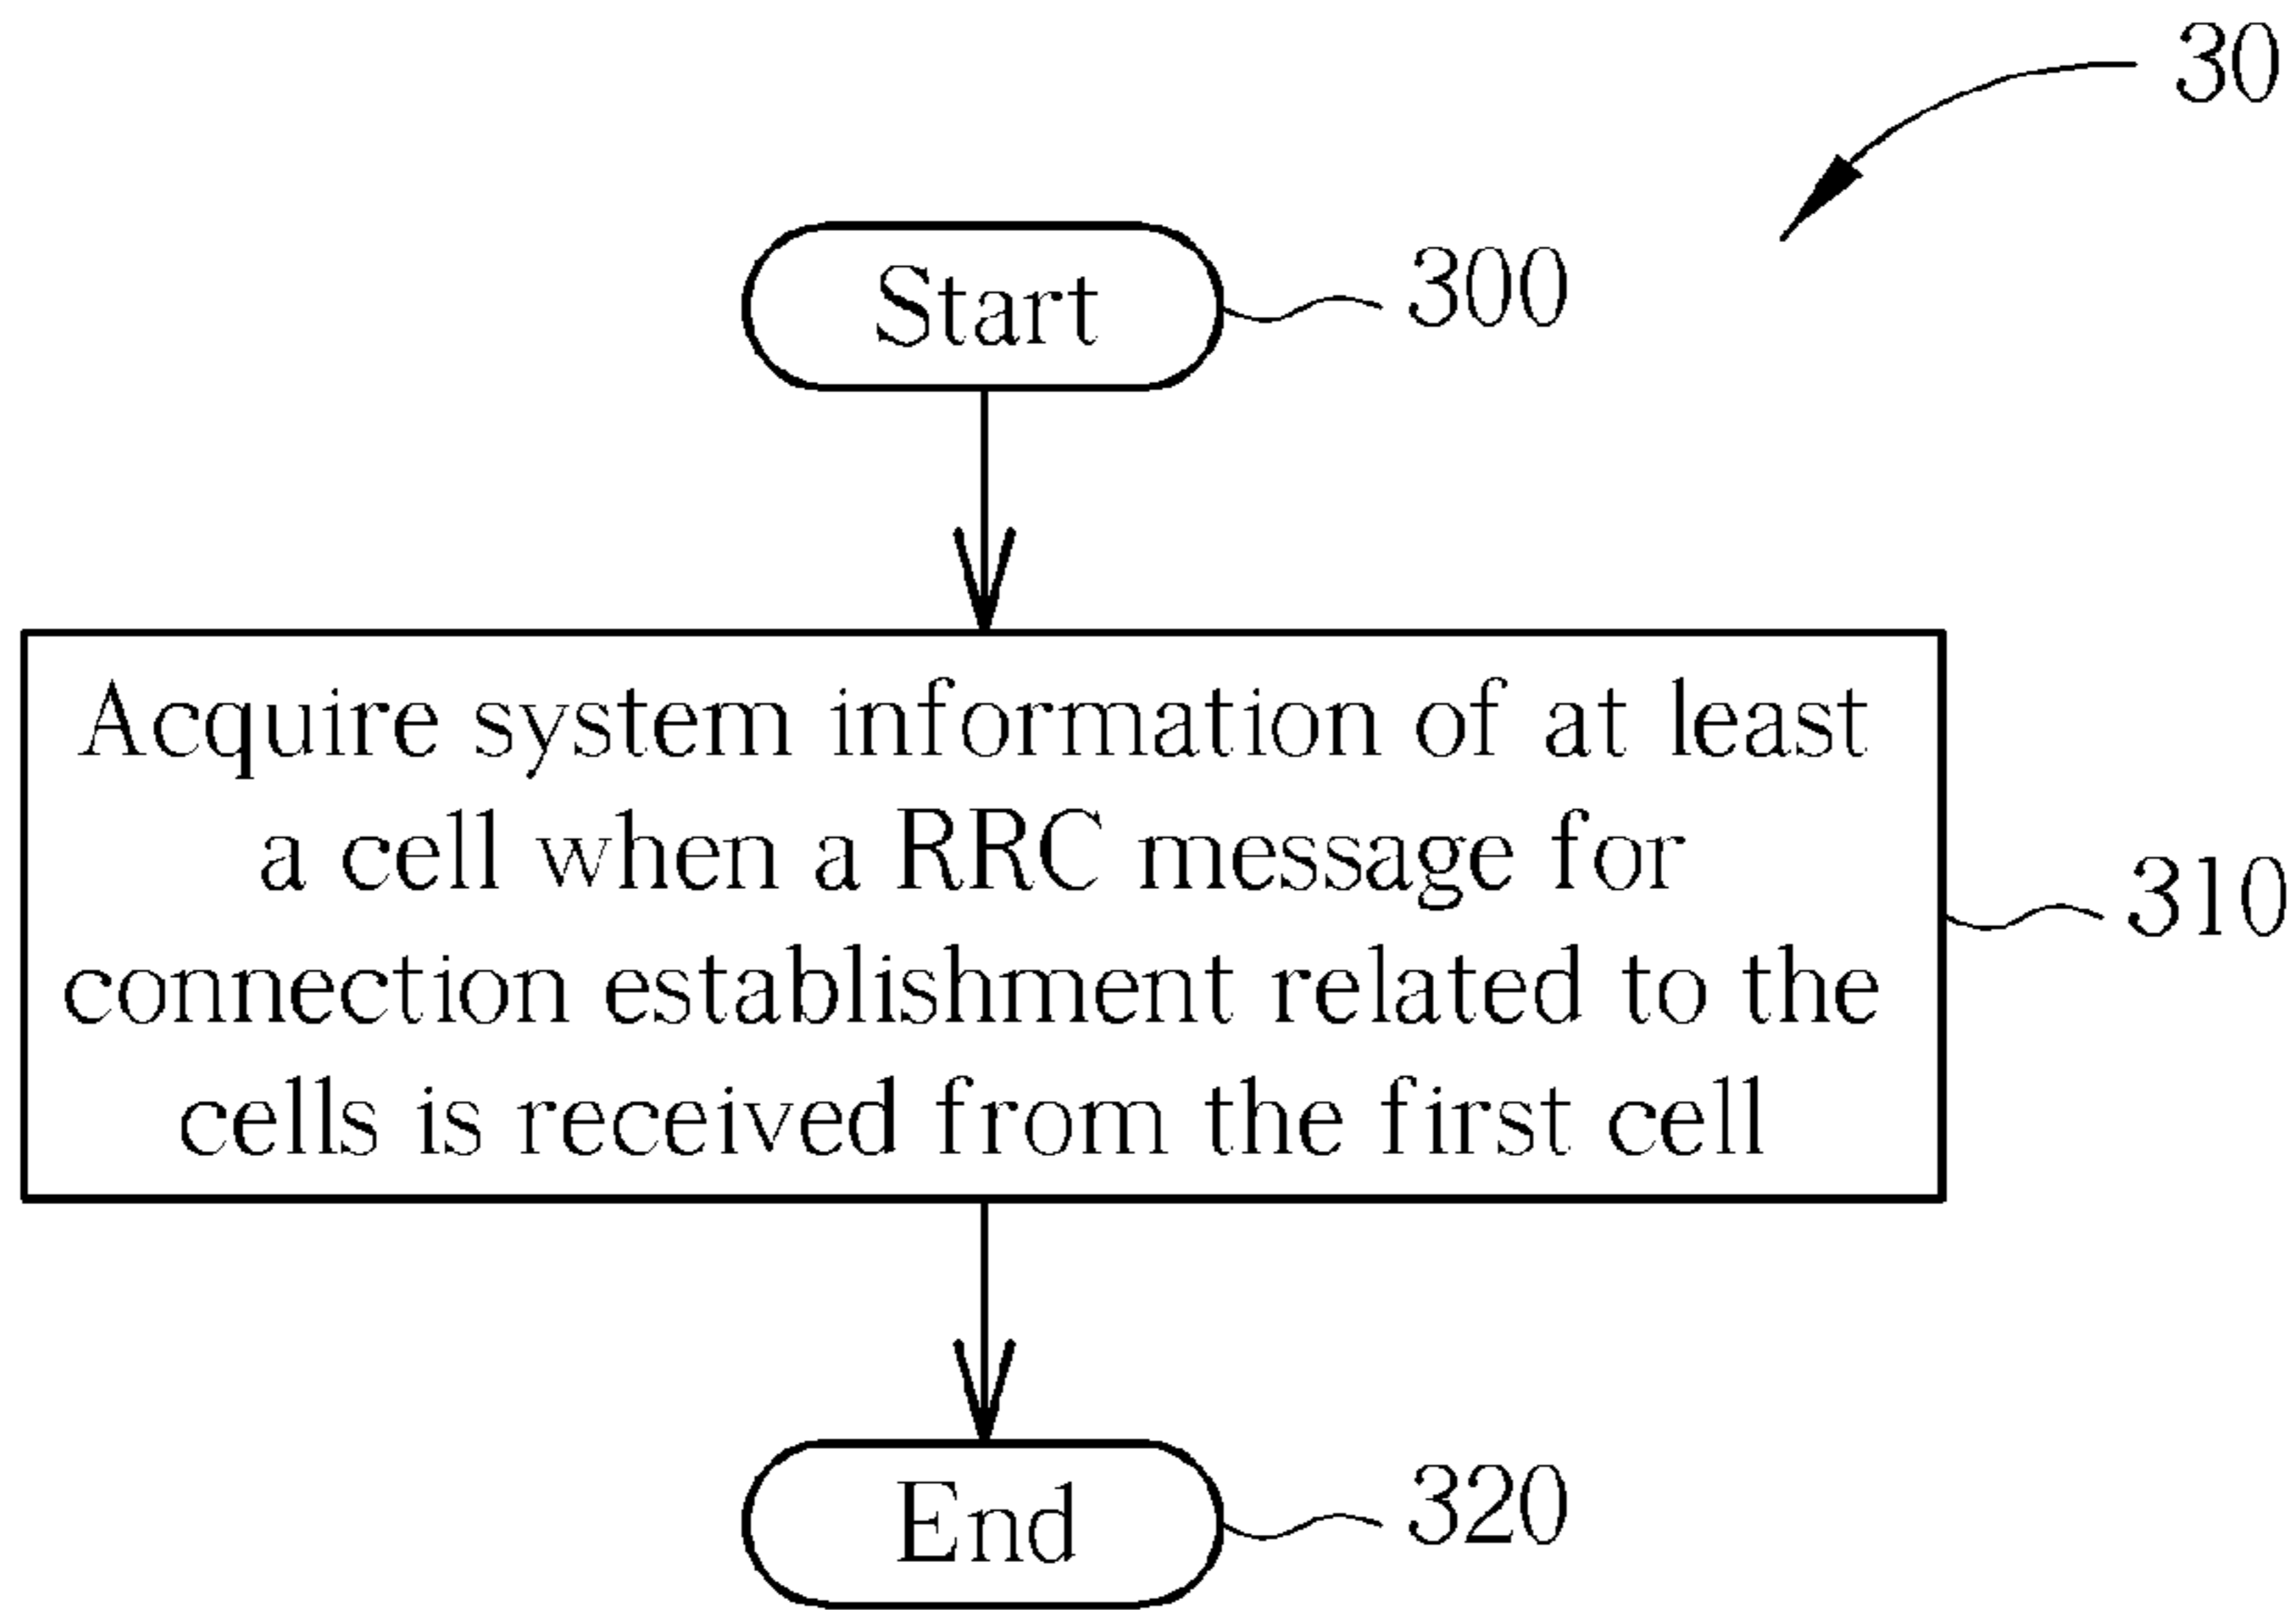 30
Start
300
Acquire system information of at least
a cell when a RRC message for
connection establishment related to the
cells is received from the first cell
310
End
320